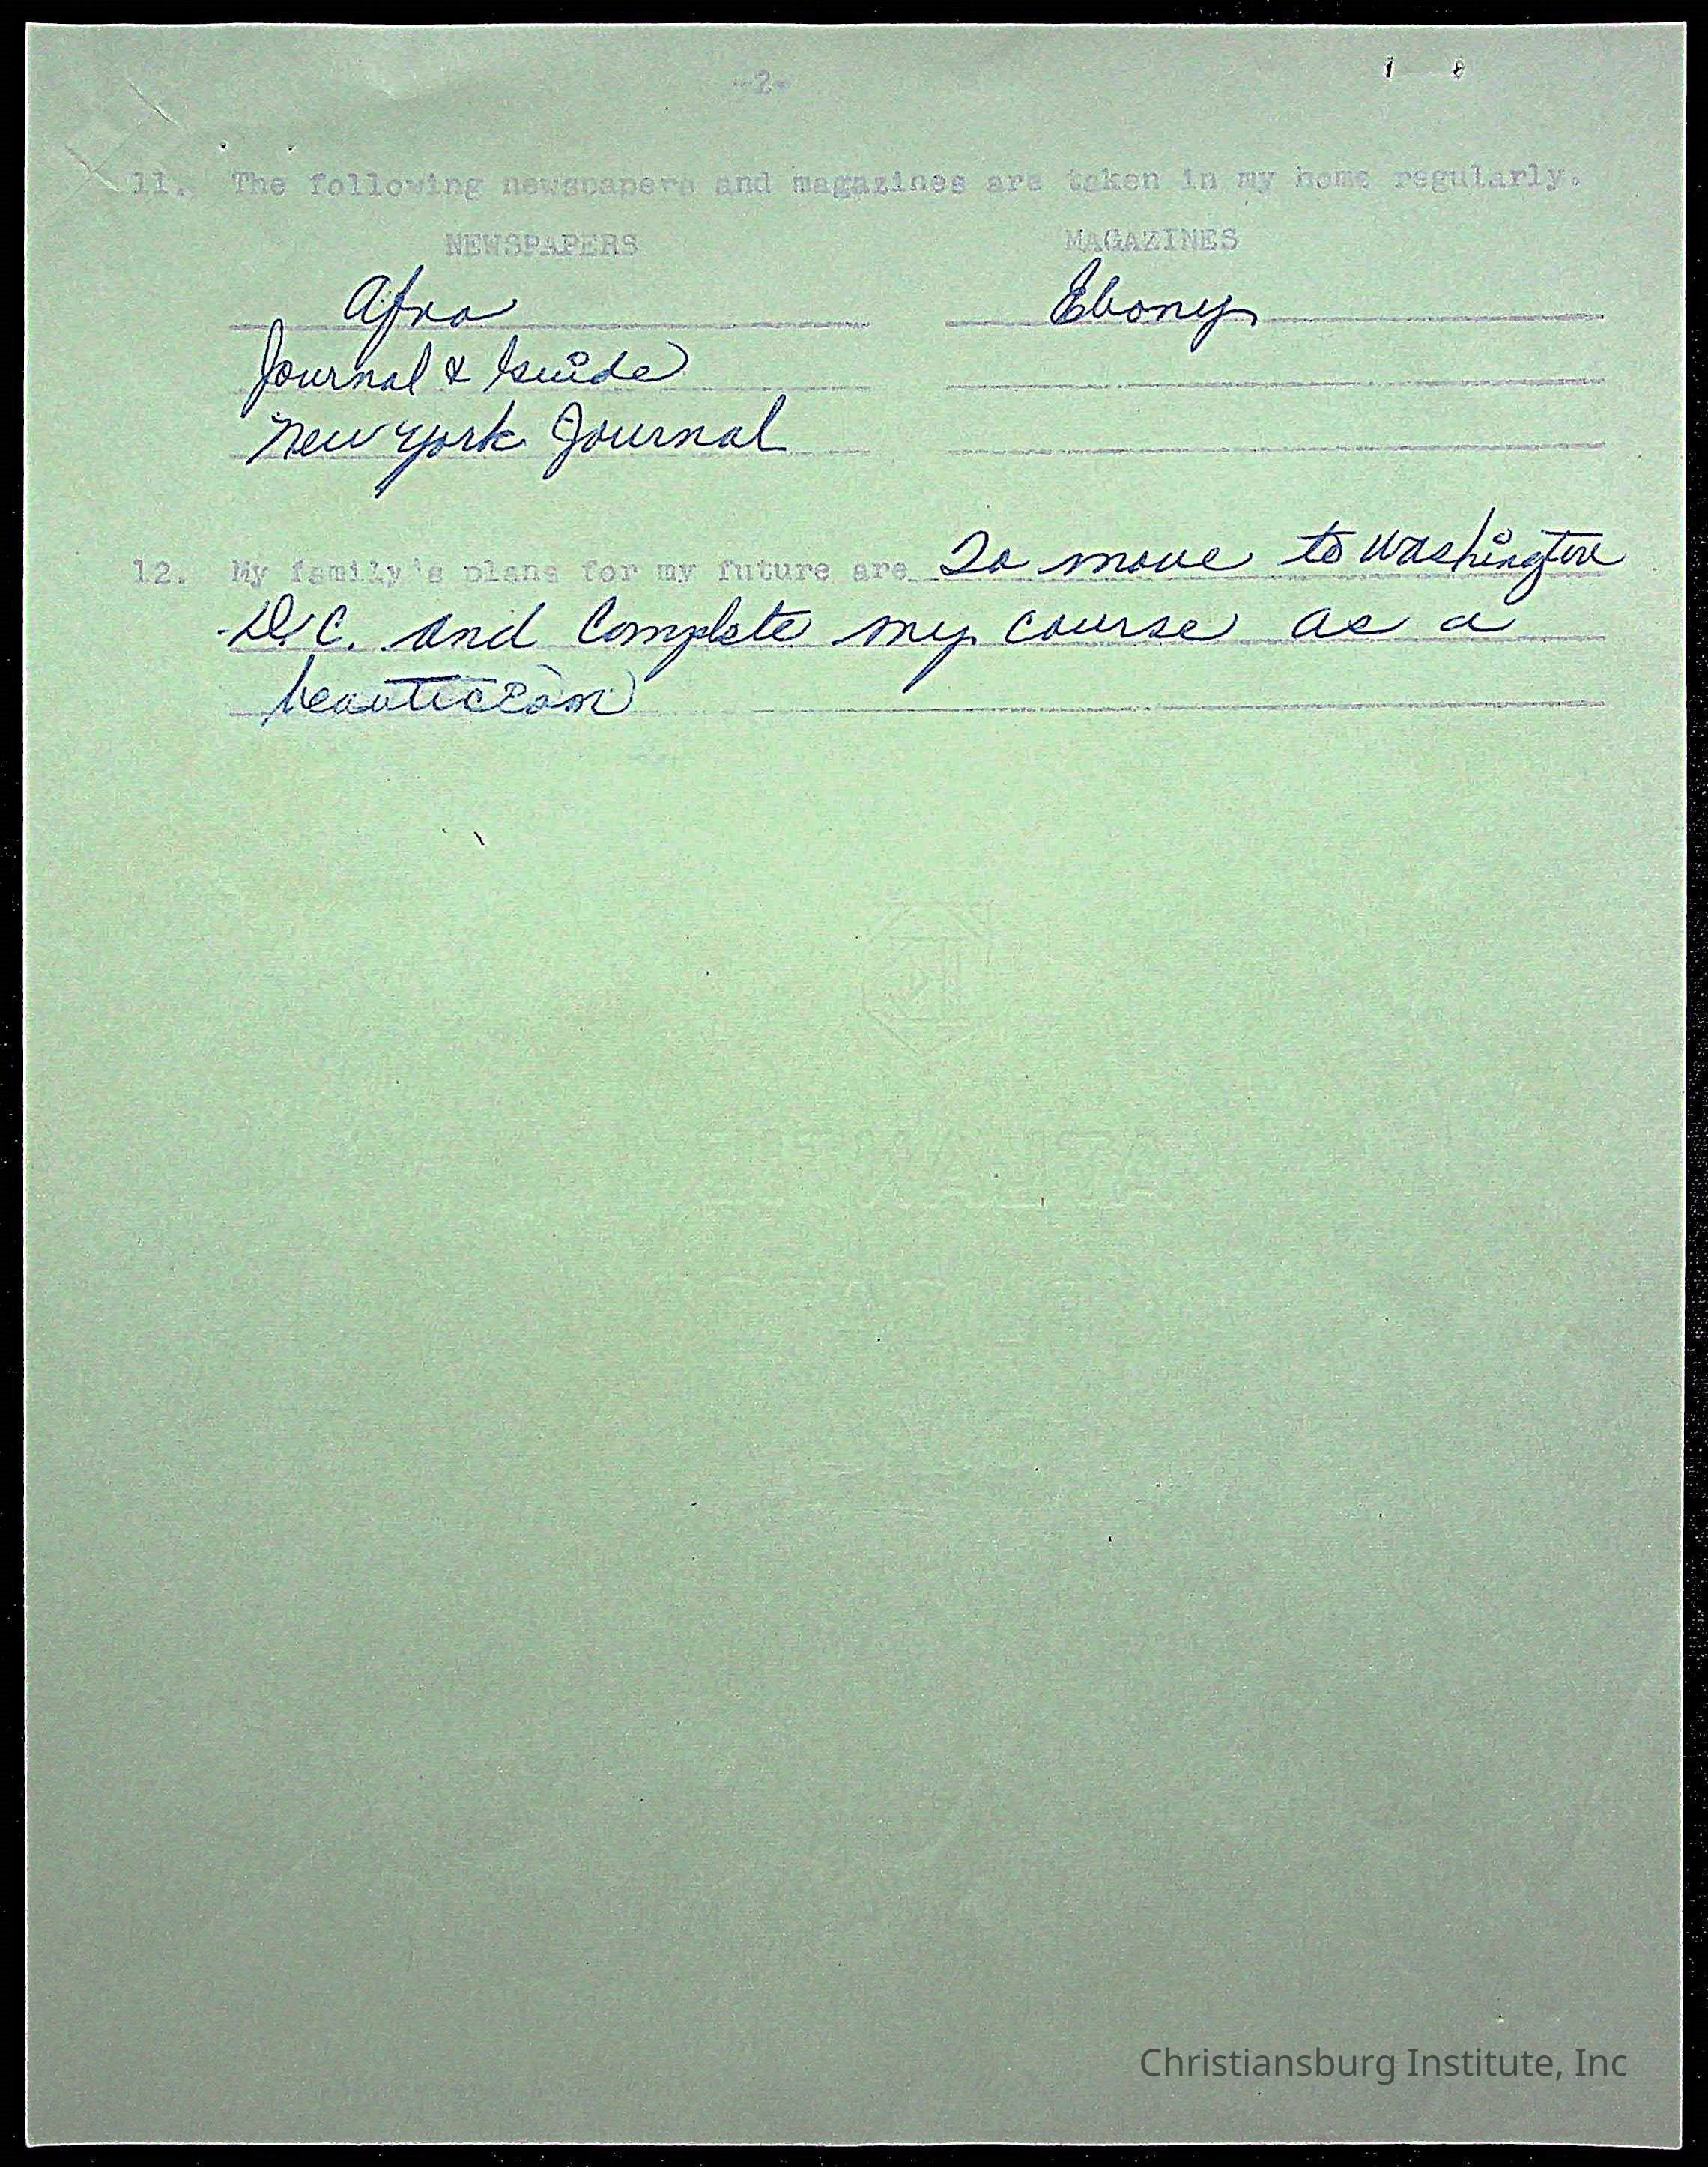 -2-
11. The following newspapers and magazines are taken in my home regularly.
NEWSPAPERS MAGAZINES
Afro Ebony
Journal & Guide
New York Journal
12. My family's plans for my future are To move to Washington
D.C. and Complete my course as a
beautician
Christiansburg Institute, Inc